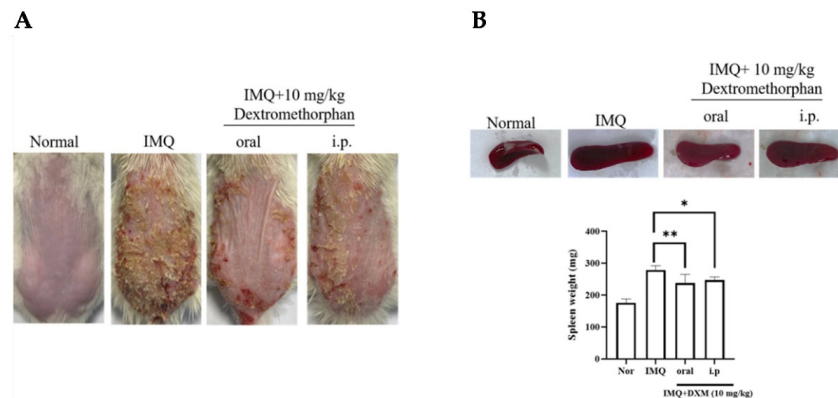 A
IMQ+10 mg/kg
Dextromethorphan
Normal
IMQ
oral
i.p.
B
IMQ+ 10 mg/kg
Dextromethorphan
Normal
IMQ
oral
i.p.
*
**
400
300
200
100
0
Spleen weight (mg)
Nor
IMQ
oral
i.p
IMQ+DXM (10 mg/kg)